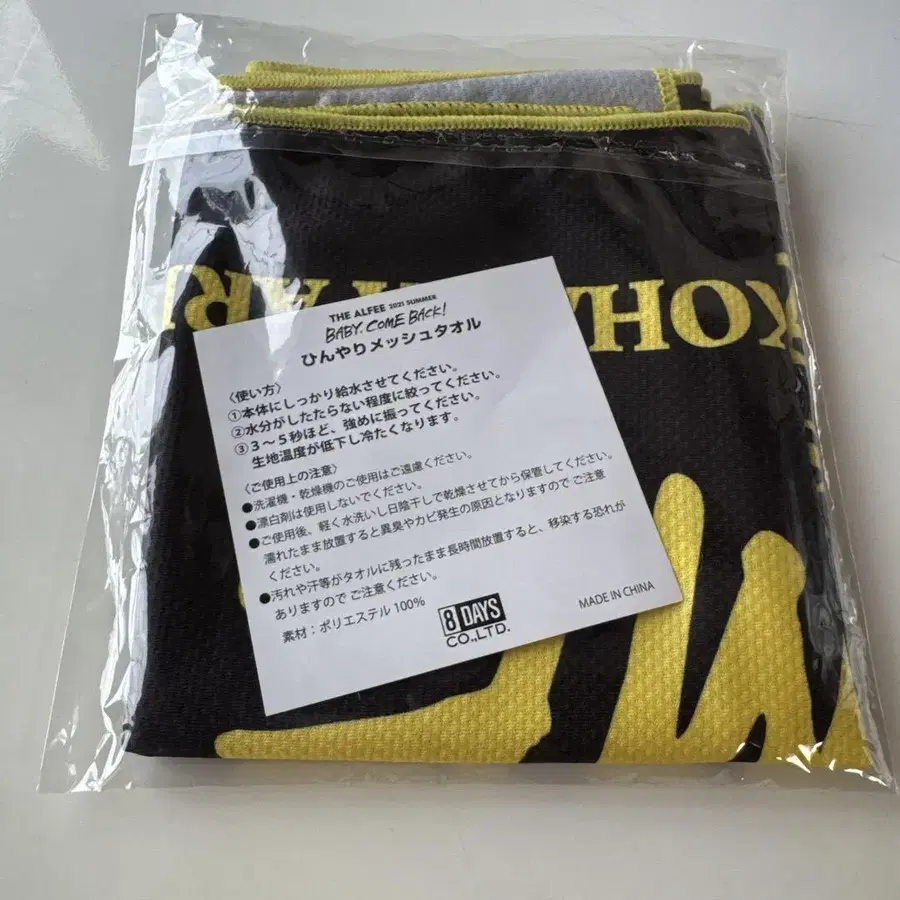 THE ALFEE 2021 SUMMER
BABY, COME BACK!
ひんやりメッシュタオル
〈使い方〉
①本体にしっかり給水させてください。
②水分がしたたらない程度に絞ってください。
③3〜5秒ほど、強めに振ってください。
生地温度が低下し冷たくなります。
〈ご使用上の注意〉
●洗濯機・乾燥機のご使用はご遠慮ください。
●漂白剤は使用しないでください。
●ご使用後、軽く水洗いし日陰干しで乾燥させてから保管してください。
濡れたまま放置すると異臭やカビ発生の原因となりますので ご注意
ください。
●汚れや汗等がタオルに残ったまま長時間放置すると、移染する恐れが
ありますので ご注意ください。
素材：ポリエステル100%
8 DAYS
CO.,LTD.
MADE IN CHINA